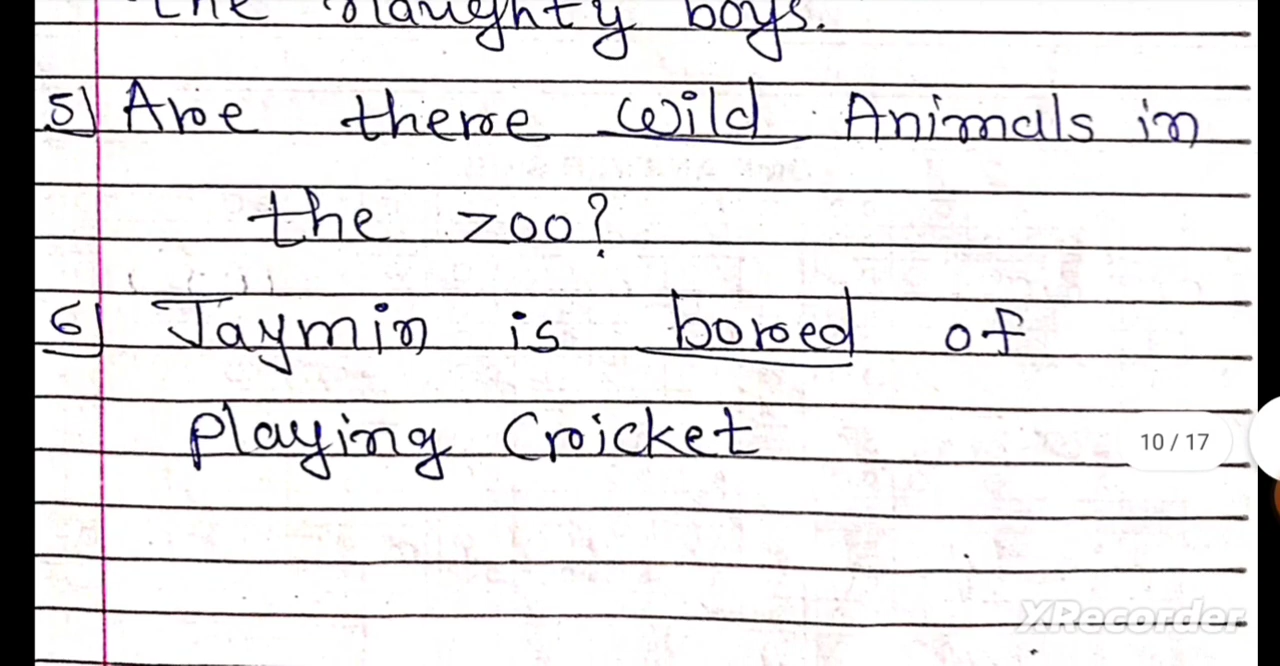 the naughty boys.
5) Are there wild Animals in
the zoo?
6) Jaymin is bored of
Playing Cricket
10 / 17
XRecorder